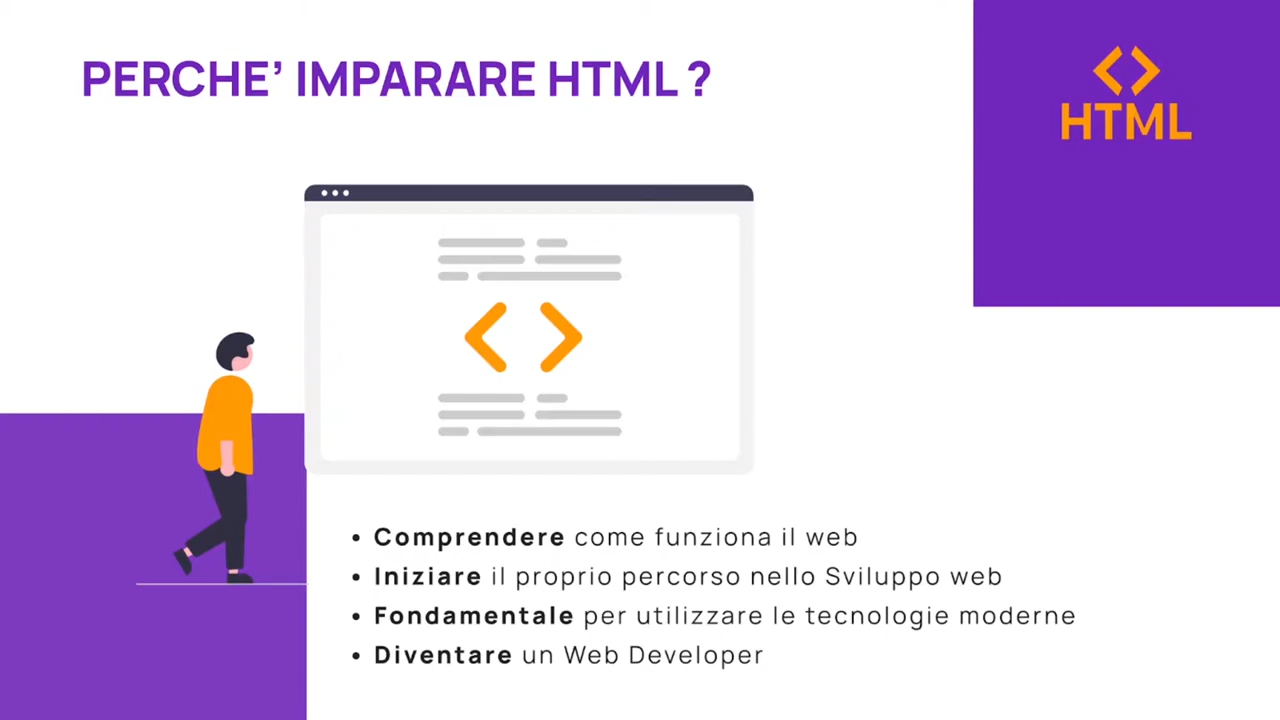 PERCHE’ IMPARARE HTML ?
<>
HTML
< >
• Comprendere come funziona il web
• Iniziare il proprio percorso nello Sviluppo web
• Fondamentale per utilizzare le tecnologie moderne
• Diventare un Web Developer